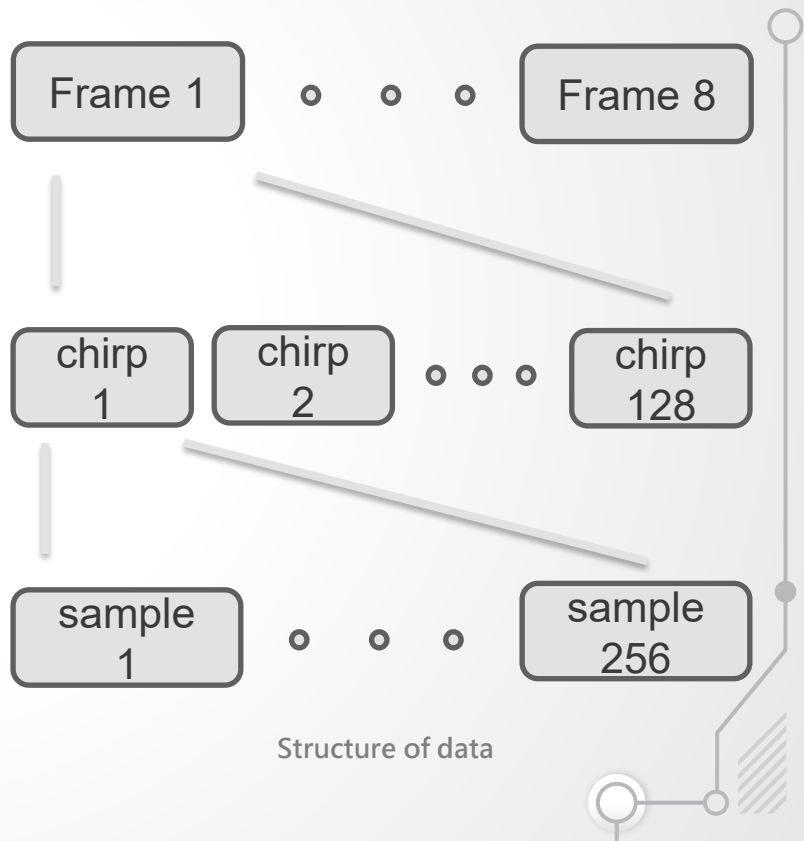 Frame 1
Frame 8
chirp
1
chirp
2
chirp
128
sample
1
sample
256
Structure of data